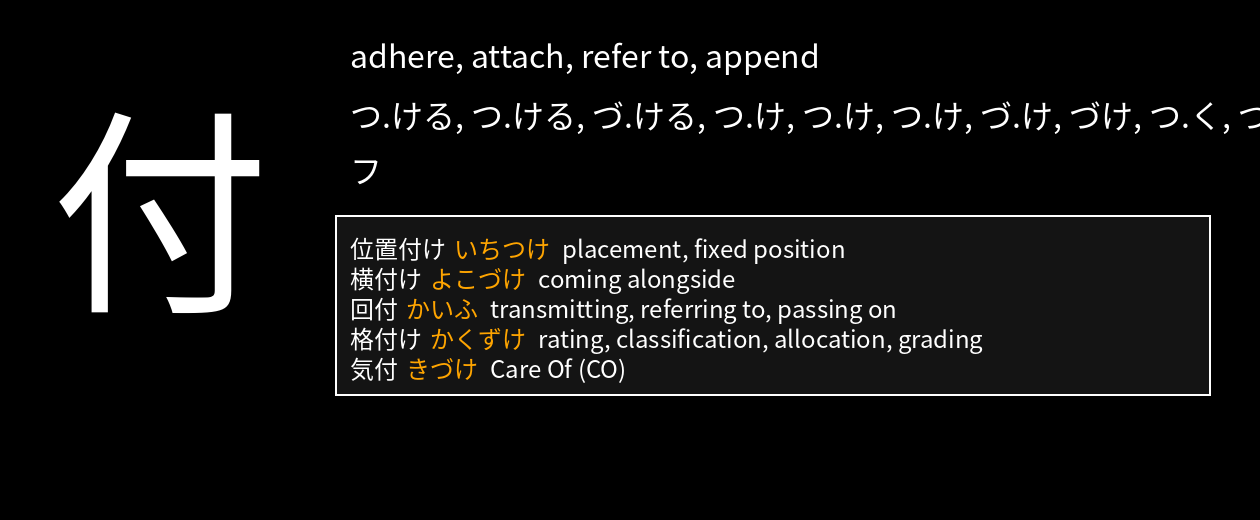 付
adhere, attach, refer to, append
つ.ける, つ.ける, づ.ける, つ.け, つ.け, つ.け, づ.け, づけ, つ.く, つ
フ
位置付け いちつけ placement, fixed position
横付け よこづけ coming alongside
回付 かいふ transmitting, referring to, passing on
格付け かくずけ rating, classification, allocation, grading
気付 きづけ Care Of (CO)